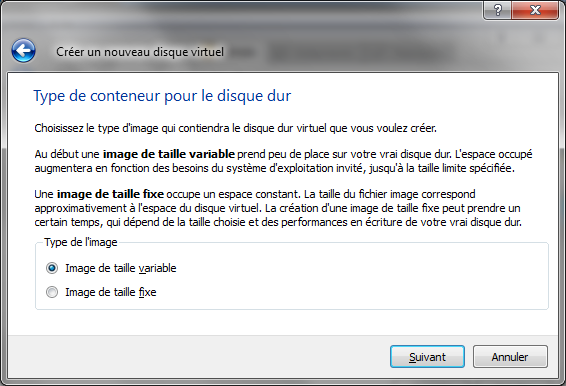 ?
Créer un nouveau disque virtuel
Type de conteneur pour le disque dur
Choisissez le type d'image qui contiendra le disque dur virtuel que vous voulez créer.
Au début une image de taille variable prend peu de place sur votre vrai disque dur. L'espace occupé
augmentera en fonction des besoins du système d'exploitation invité, jusqu'à la taille limite spécifiée.
Une image de taille fixe occupe un espace constant. La taille du fichier image correspond
approximativement à l'espace du disque virtuel. La création d'une image de taille fixe peut prendre un
certain temps, qui dépend de la taille choisie et des performances en écriture de votre vrai disque dur.
Type de l'image
Image de taille variable
Image de taille fixe
Suivant Annuler